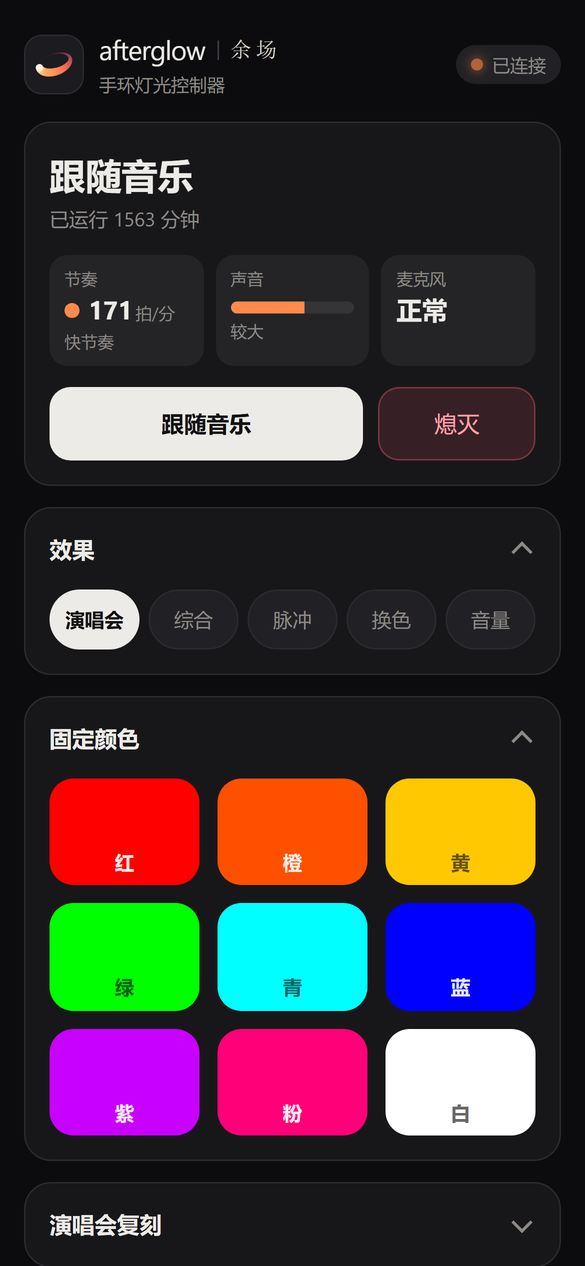 afterglow | 余场
手环灯光控制器
已连接
跟随音乐
已运行 1563 分钟
节奏
171 拍/分
快节奏
声音
较大
麦克风
正常
跟随音乐
熄灭
效果
演唱会
综合
脉冲
换色
音量
固定颜色
红
橙
黄
绿
青
蓝
紫
粉
白
演唱会复刻